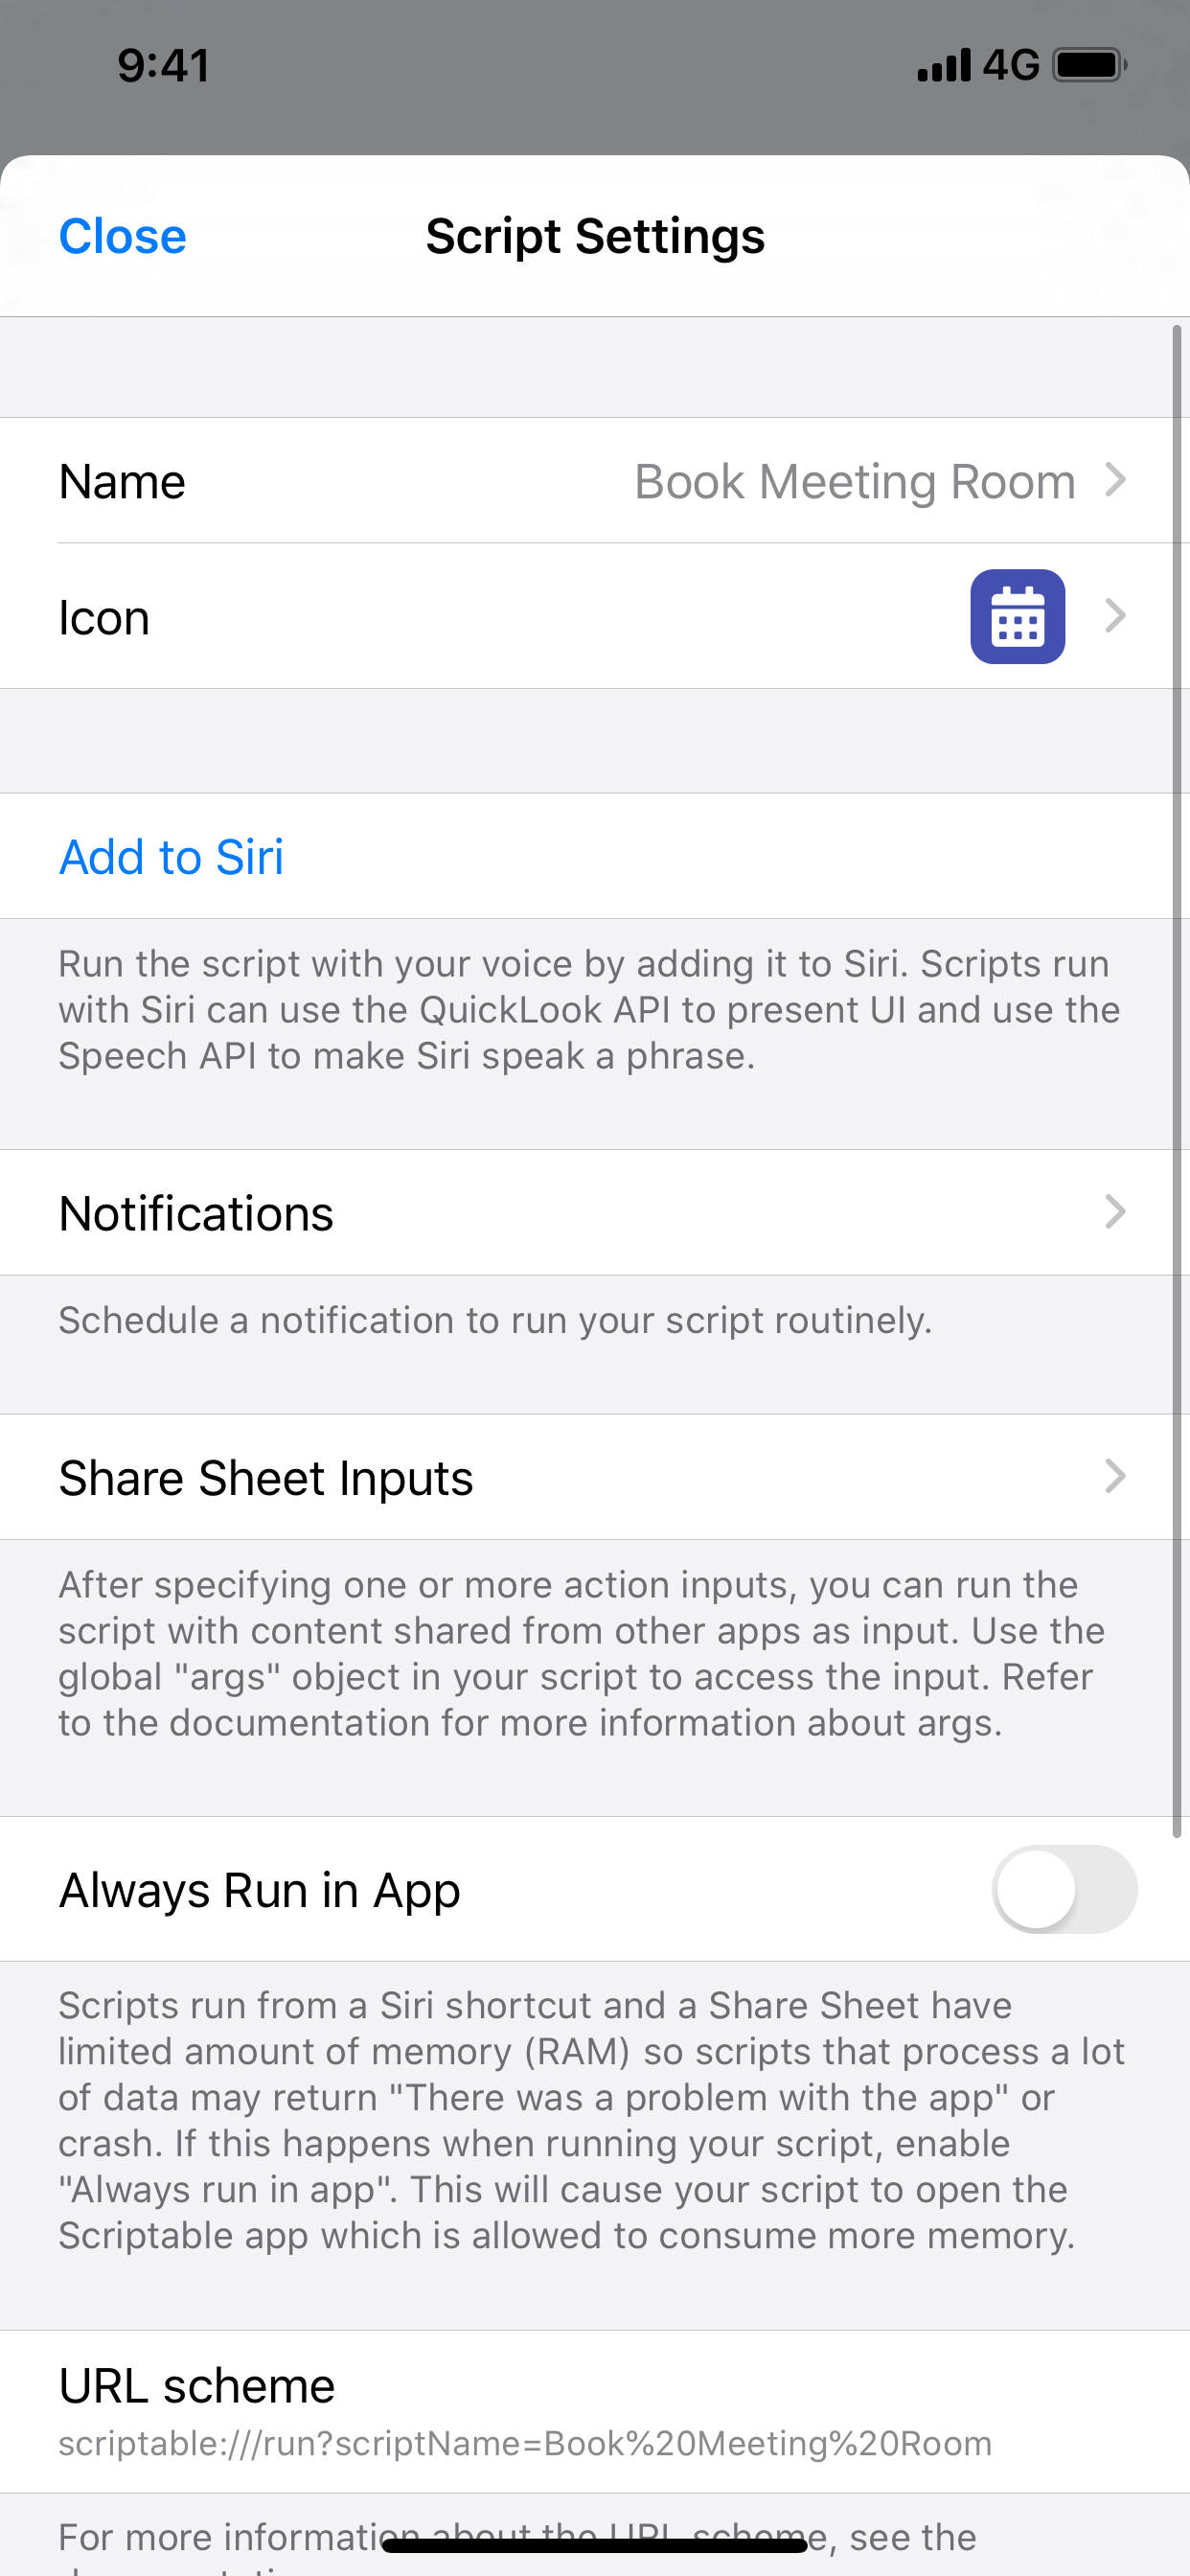 9:41
4G
Close
Script Settings
Name
Book Meeting Room
Icon
Add to Siri
Run the script with your voice by adding it to Siri. Scripts run
with Siri can use the QuickLook API to present UI and use the
Speech API to make Siri speak a phrase.
Notifications
Schedule a notification to run your script routinely.
Share Sheet Inputs
After specifying one or more action inputs, you can run the
script with content shared from other apps as input. Use the
global "args" object in your script to access the input. Refer
to the documentation for more information about args.
Always Run in App
Scripts run from a Siri shortcut and a Share Sheet have
limited amount of memory (RAM) so scripts that process a lot
of data may return "There was a problem with the app" or
crash. If this happens when running your script, enable
"Always run in app". This will cause your script to open the
Scriptable app which is allowed to consume more memory.
URL scheme
scriptable:///run?scriptName=Book%20Meeting%20Room
For more information about the URL scheme, see the